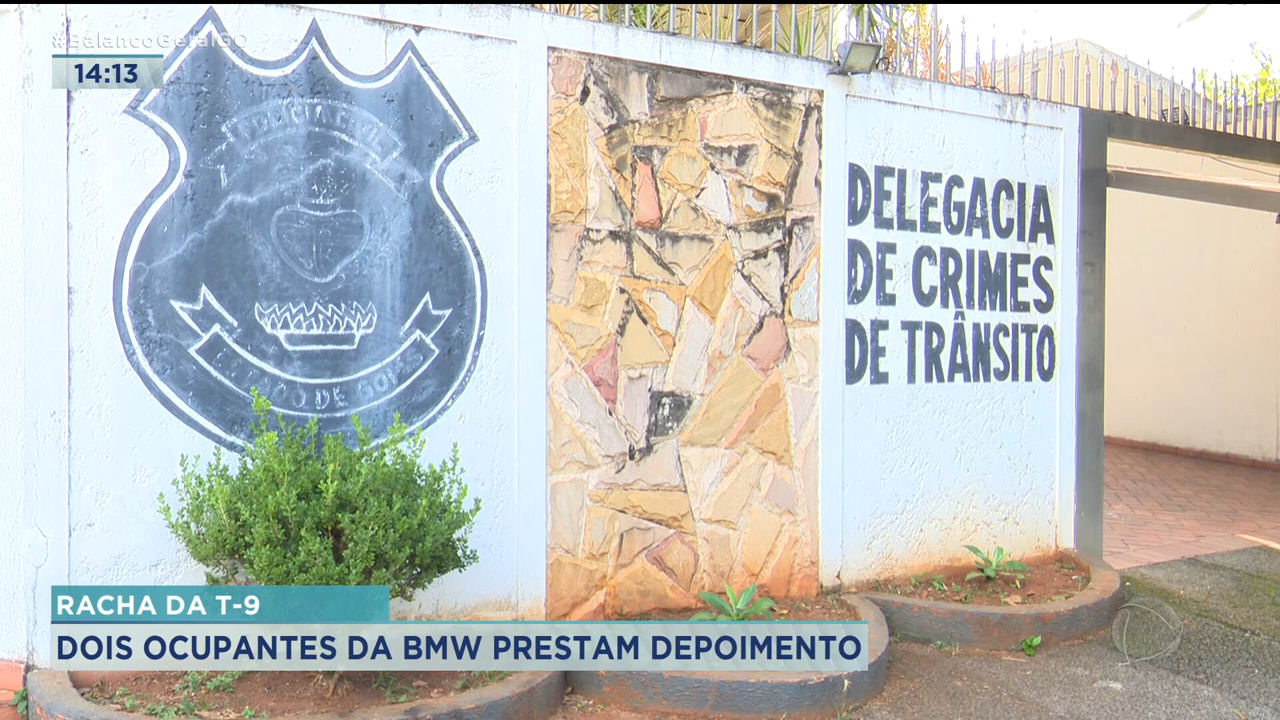 #BalancoGeralGO
14:13
DELEGACIA
DE CRIMES
DE TRÂNSITO
RACHA DA T-9
DOIS OCUPANTES DA BMW PRESTAM DEPOIMENTO